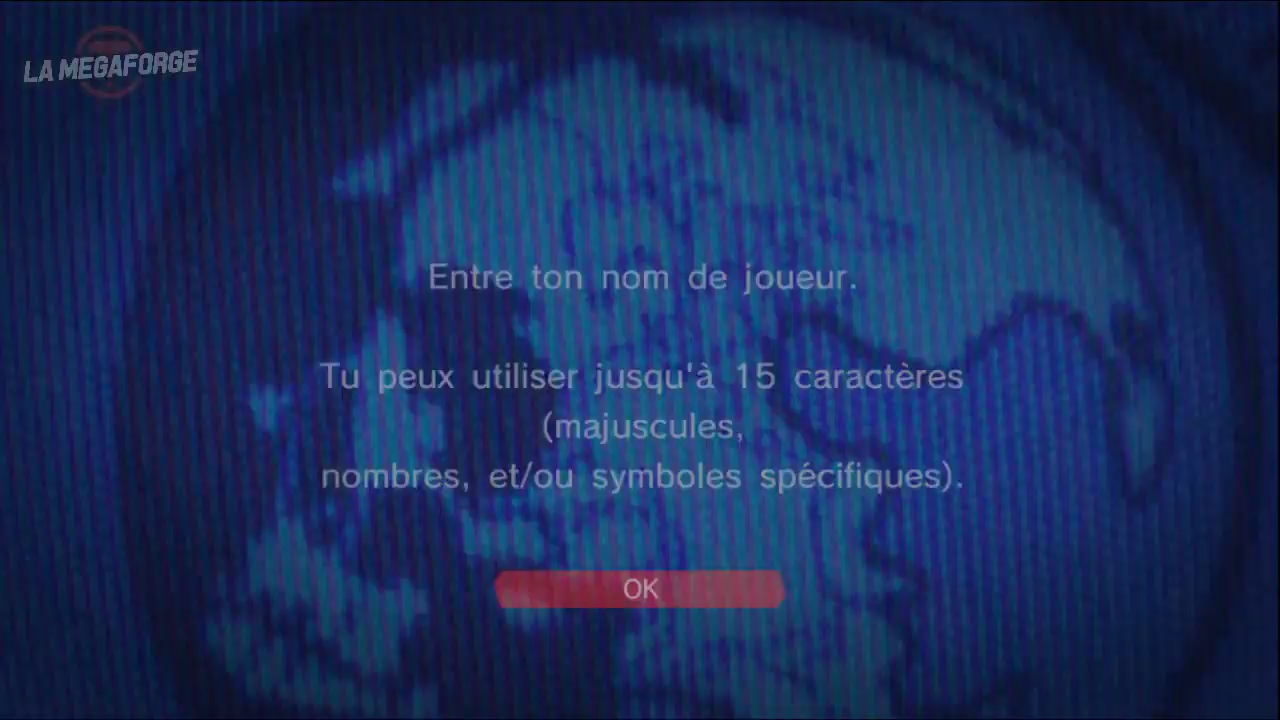 LA MEGAFORGE
Entre ton nom de joueur.
Tu peux utiliser jusqu'à 15 caractères
(majuscules,
nombres, et/ou symboles spécifiques).
OK